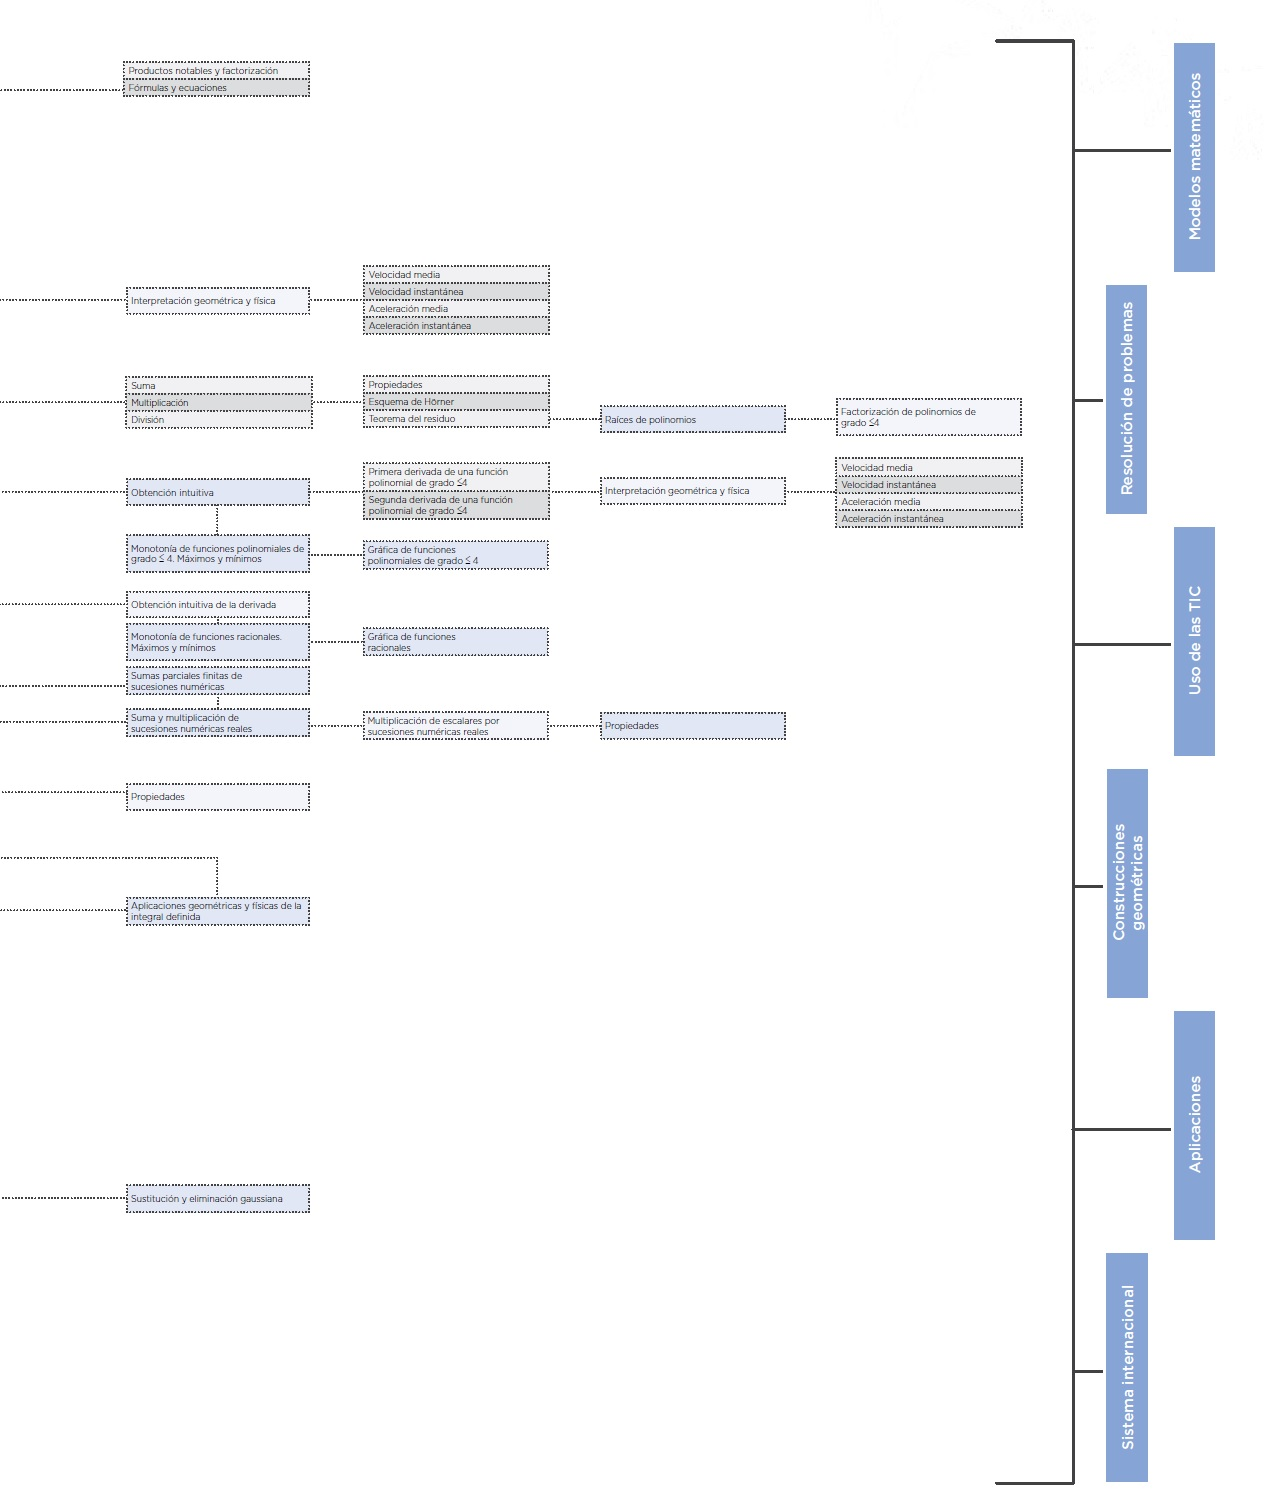 Productos notables y factorización
Fórmulas y ecuaciones
Interpretación geométrica y física
Velocidad media
Velocidad instantánea
Aceleración media
Aceleración instantánea
Suma
Multiplicación
División
Propiedades
Esquema de Hörner
Teorema del residuo
Raíces de polinomios
Factorización de polinomios de
grado ≤4
Obtención intuitiva
Primera derivada de una función
polinomial de grado ≤4
Segunda derivada de una función
polinomial de grado ≤4
Interpretación geométrica y física
Velocidad media
Velocidad instantánea
Aceleración media
Aceleración instantánea
Monotonía de funciones polinomiales de
grado ≤ 4. Máximos y mínimos
Gráfica de funciones
polinomiales de grado ≤ 4
Obtención intuitiva de la derivada
Monotonía de funciones racionales.
Máximos y mínimos
Gráfica de funciones
racionales
Sumas parciales finitas de
sucesiones numéricas
Suma y multiplicación de
sucesiones numéricas reales
Multiplicación de escalares por
sucesiones numéricas reales
Propiedades
Propiedades
Aplicaciones geométricas y físicas de la
integral definida
Sustitución y eliminación gaussiana
Modelos matemáticos
Resolución de problemas
Uso de las TIC
Construcciones
geométricas
Aplicaciones
Sistema internacional